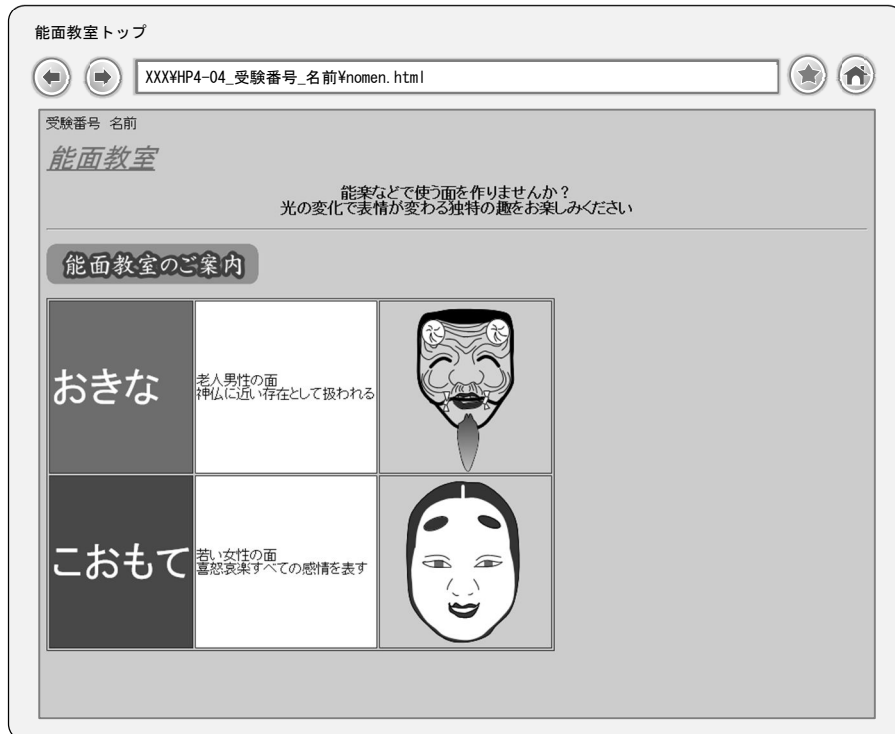 能面教室トップ
XXX¥HP4-04_受験番号_名前¥nomen.html
受験番号 名前
能面教室
能楽などで使う面を作りませんか？
光の変化で表情が変わる独特の趣をお楽しみください
能面教室のご案内
おきな
老人男性の面
神仏に近い存在として扱われる
こおもて
若い女性の面
喜怒哀楽すべての感情を表す